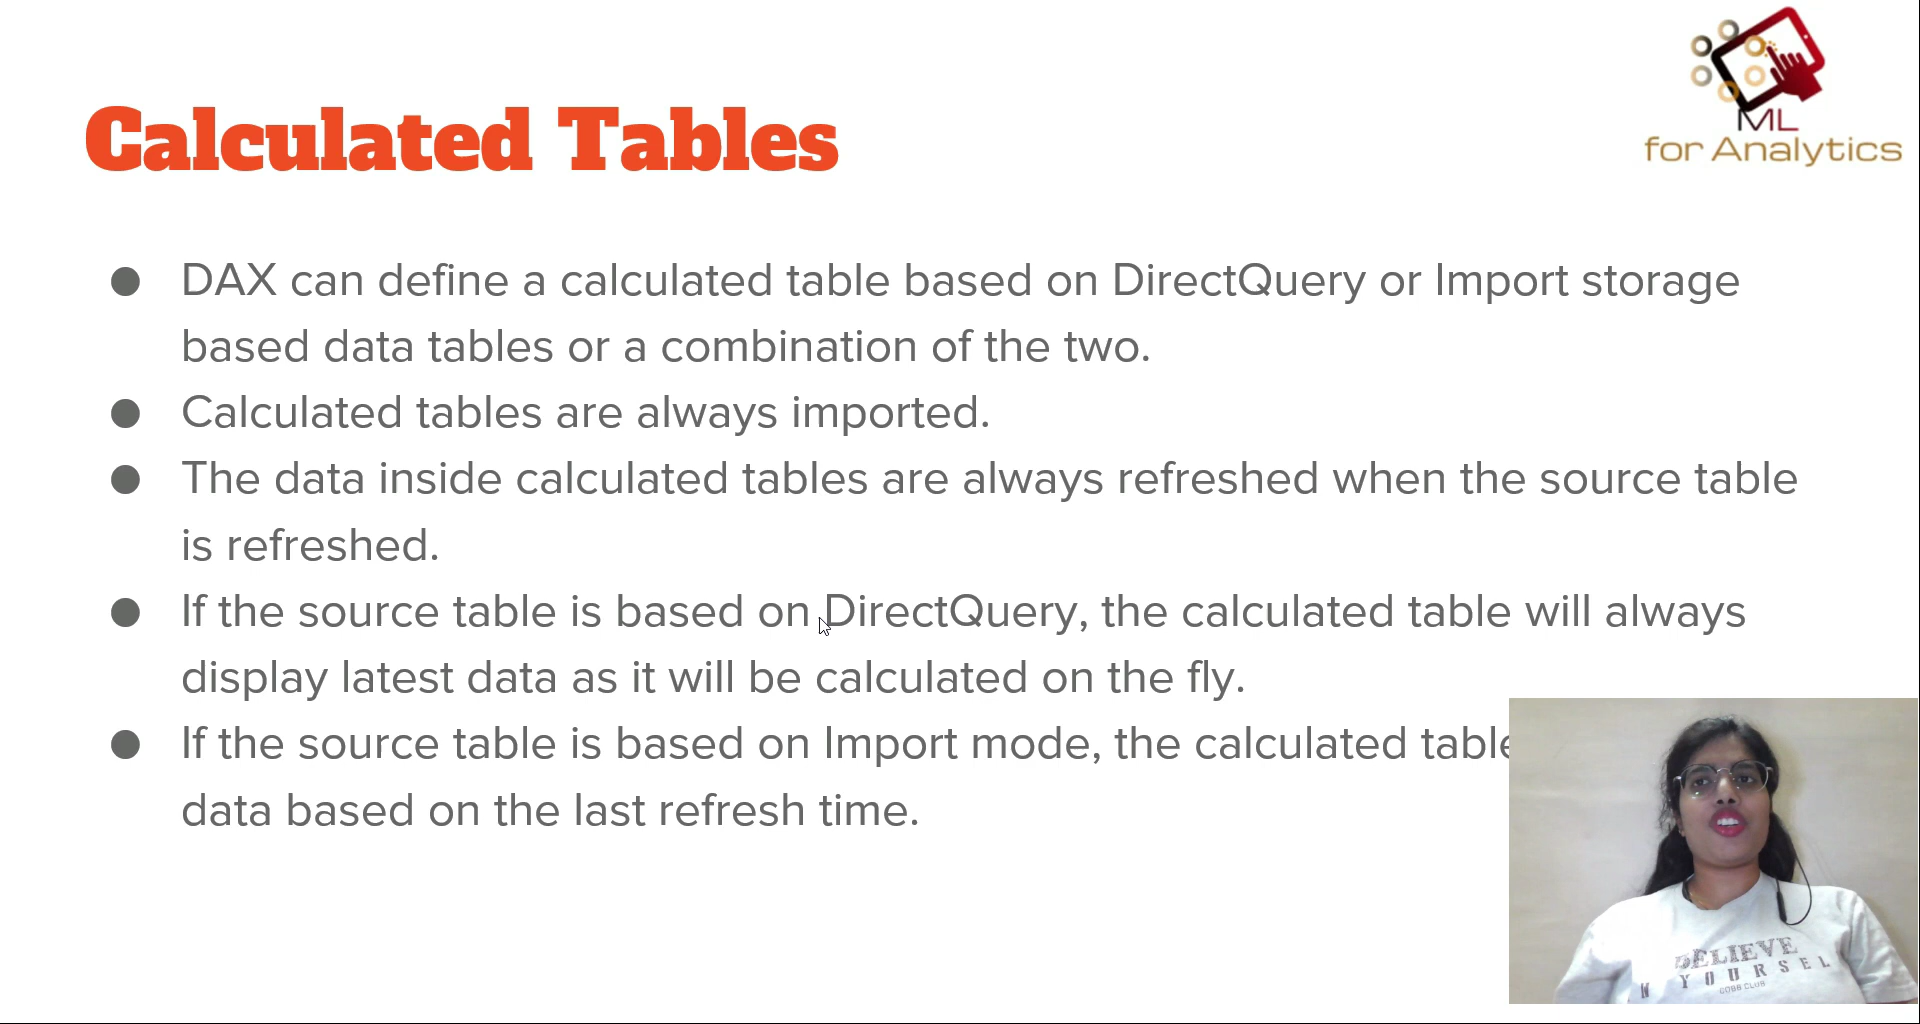 ML
for Analytics
Calculated Tables
● DAX can define a calculated table based on DirectQuery or Import storage
based data tables or a combination of the two.
● Calculated tables are always imported.
● The data inside calculated tables are always refreshed when the source table
is refreshed.
● If the source table is based on DirectQuery, the calculated table will always
display latest data as it will be calculated on the fly.
● If the source table is based on Import mode, the calculated table
data based on the last refresh time.
BELIEVE
N YOURSEL
COBB CLUB